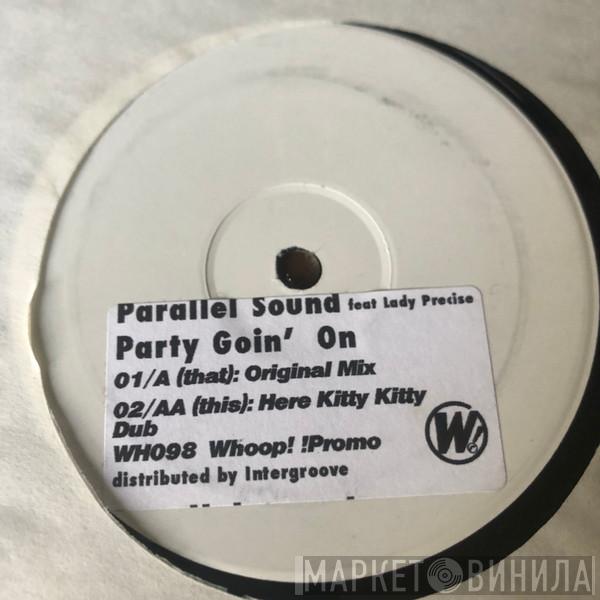 Parallel Sound feat Lady Precise
Party Goin' On
01/A (that): Original Mix
02/AA (this): Here Kitty Kitty
Dub
WH098 Whoop! !Promo
distributed by Intergroove
W!
МАРКЕТ ВИНИЛА